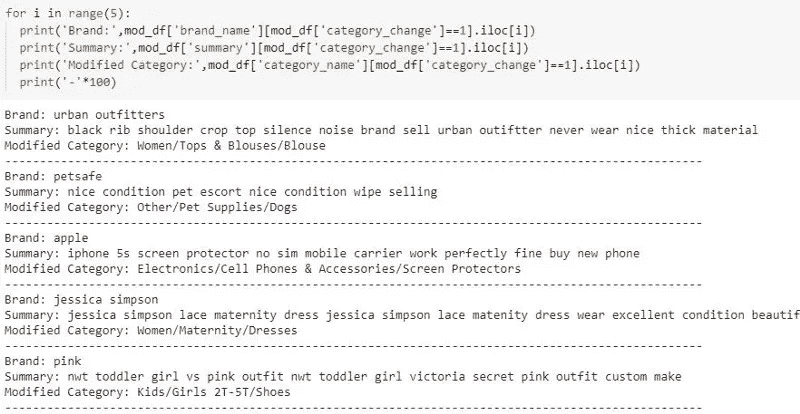 for i in range(5):
  print('Brand:',mod_df['brand_name'][mod_df['category_change']==1].iloc[i])
  print('Summary:',mod_df['summary'][mod_df['category_change']==1].iloc[i])
  print('Modified Category:',mod_df['category_name'][mod_df['category_change']==1].iloc[i])
  print('-'*100)
Brand: urban outfitters
Summary: black rib shoulder crop top silence noise brand sell urban outiftter never wear nice thick material
Modified Category: Women/Tops & Blouses/Blouse
----------------------------------------------------------------------------------------------------
Brand: petsafe
Summary: nice condition pet escort nice condition wipe selling
Modified Category: Other/Pet Supplies/Dogs
----------------------------------------------------------------------------------------------------
Brand: apple
Summary: iphone 5s screen protector no sim mobile carrier work perfectly fine buy new phone
Modified Category: Electronics/Cell Phones & Accessories/Screen Protectors
----------------------------------------------------------------------------------------------------
Brand: jessica simpson
Summary: jessica simpson lace maternity dress jessica simpson lace matenity dress wear excellent condition beautif
Modified Category: Women/Maternity/Dresses
----------------------------------------------------------------------------------------------------
Brand: pink
Summary: nwt toddler girl vs pink outfit nwt toddler girl victoria secret pink outfit custom make
Modified Category: Kids/Girls 2T-5T/Shoes
----------------------------------------------------------------------------------------------------